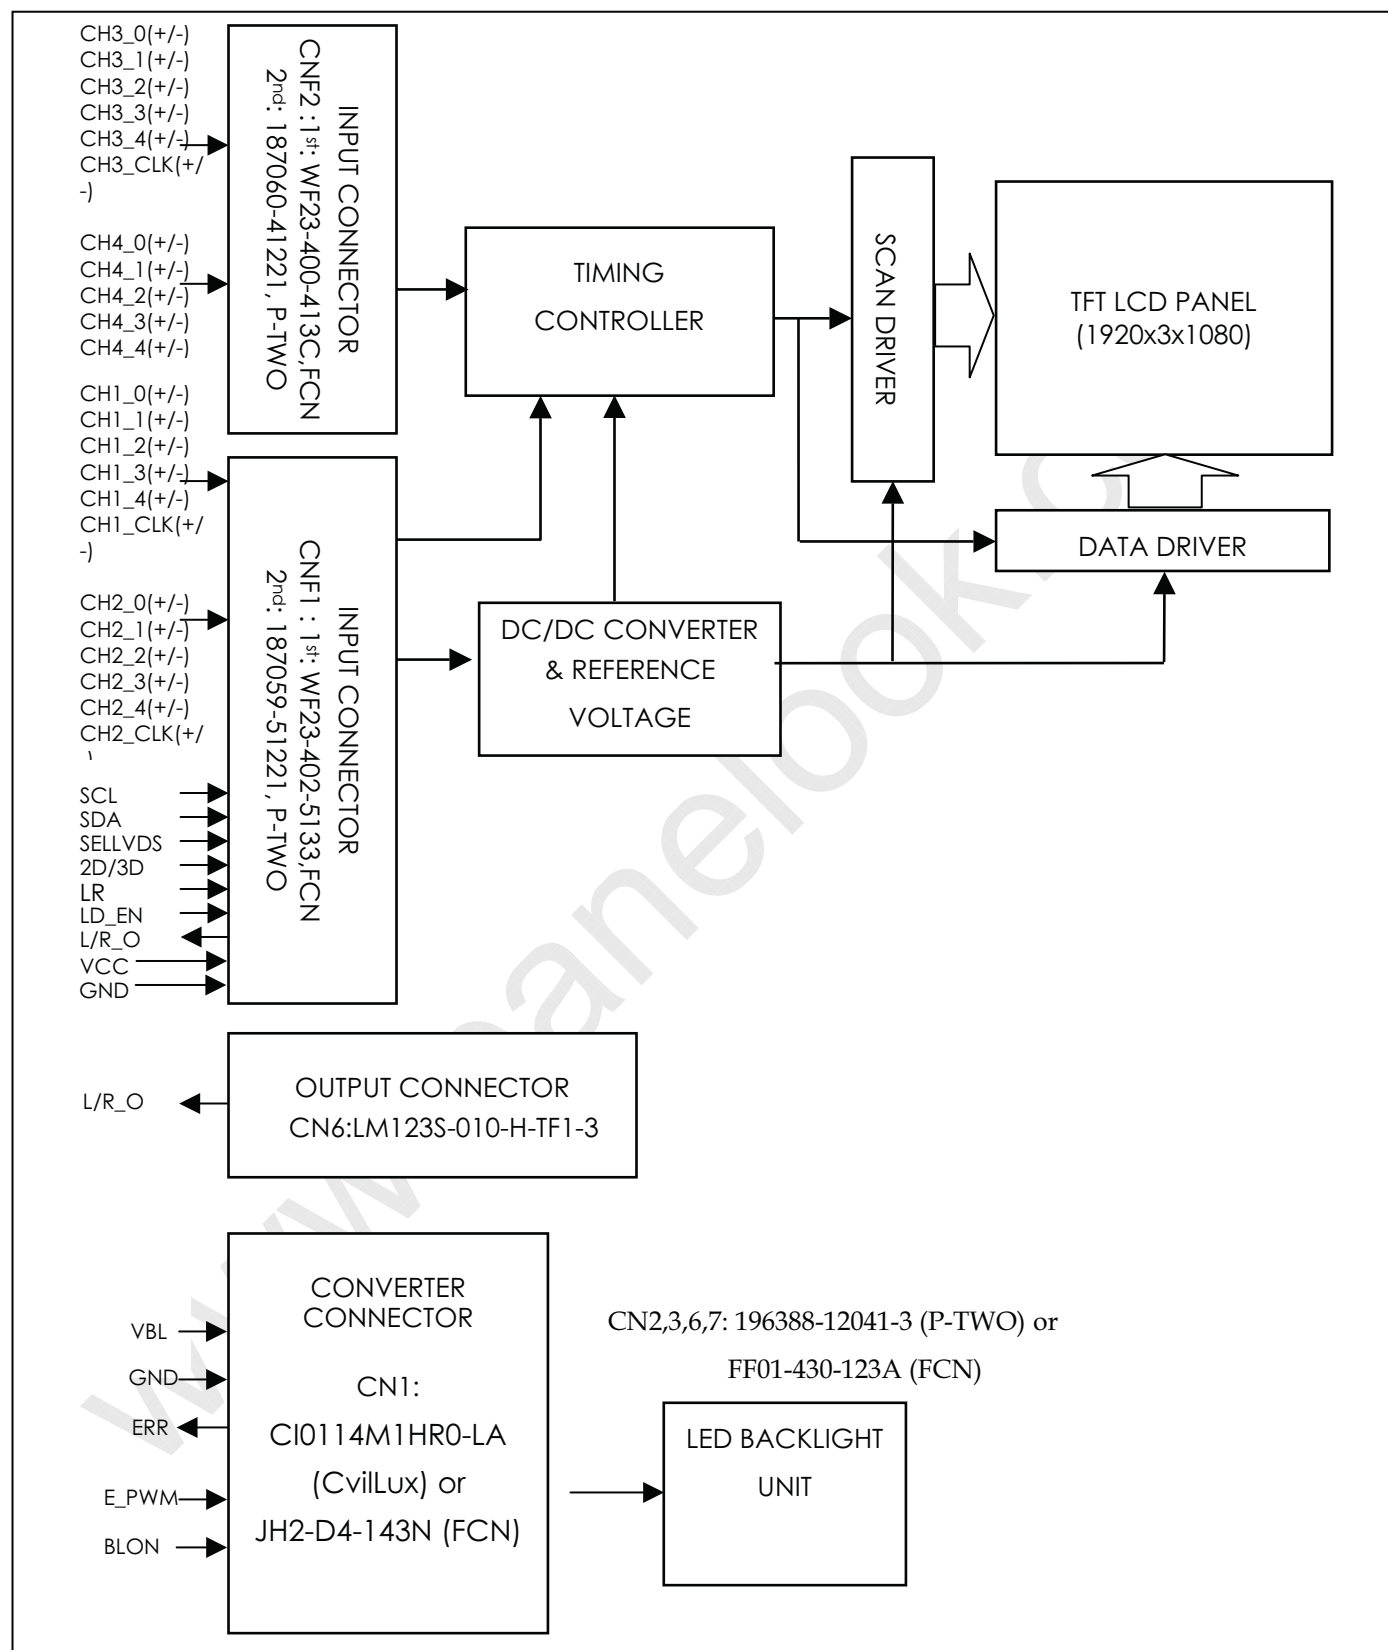 CH3_0(+/-)
CH3_1(+/-)
CH3_2(+/-)
CH3_3(+/-)
CH3_4(+/-)
CH3_CLK(+/
-)
CH4_0(+/-)
CH4_1(+/-)
CH4_2(+/-)
CH4_3(+/-)
CH4_4(+/-)
INPUT CONNECTOR
CNF2 :1st: WF23-400-413C,FCN
2nd: 187060-41221, P-TWO
CH1_0(+/-)
CH1_1(+/-)
CH1_2(+/-)
CH1_3(+/-)
CH1_4(+/-)
CH1_CLK(+/
-)
CH2_0(+/-)
CH2_1(+/-)
CH2_2(+/-)
CH2_3(+/-)
CH2_4(+/-)
CH2_CLK(+/
SCL
SDA
SELLVDS
2D/3D
LR
LD_EN
L/R_O
VCC
GND
INPUT CONNECTOR
CNF1 : 1st: WF23-402-5133,FCN
2nd: 187059-51221, P-TWO
TIMING
CONTROLLER
SCAN DRIVER
TFT LCD PANEL
(1920x3x1080)
DATA DRIVER
DC/DC CONVERTER
& REFERENCE
VOLTAGE
L/R_O
OUTPUT CONNECTOR
CN6:LM123S-010-H-TF1-3
VBL
GND
ERR
E_PWM
BLON
CONVERTER
CONNECTOR
CN1:
CI0114M1HR0-LA
(CvilLux) or
JH2-D4-143N (FCN)
CN2,3,6,7: 196388-12041-3 (P-TWO) or
FF01-430-123A (FCN)
LED BACKLIGHT
UNIT